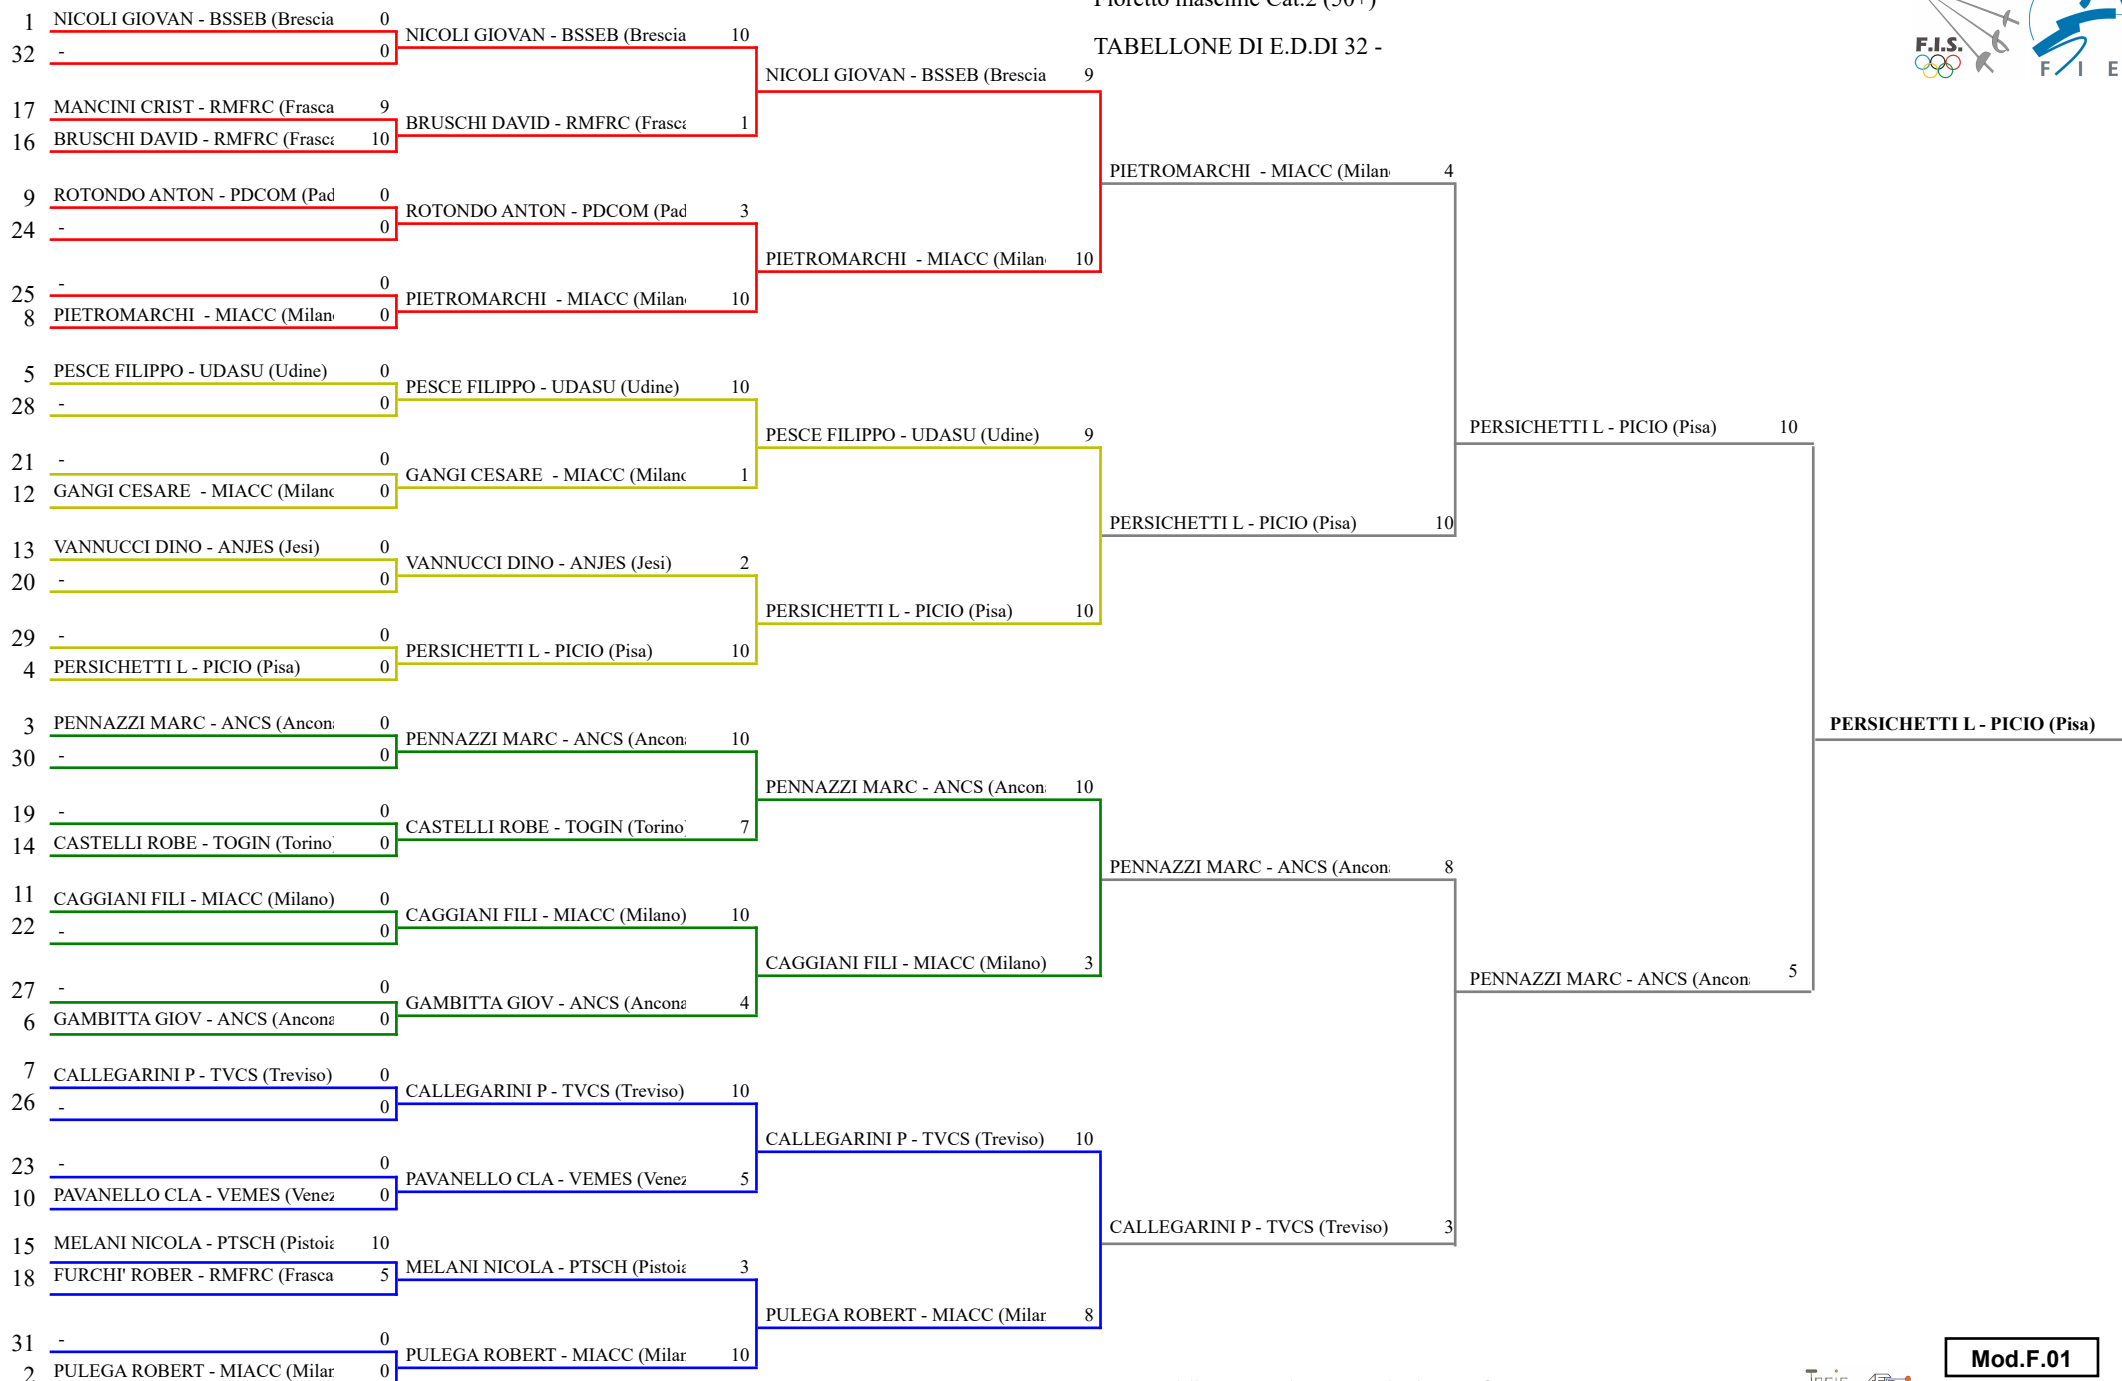 Fioretto maschile Cat.2 (50+)
TABELLONE DI E.D.DI 32 -
F.I.S.
F I E
1 NICOLI GIOVAN - BSSEB (Brescia 0
32 - 0
17 MANCINI CRIST - RMFRC (Frasca 9
16 BRUSCHI DAVID - RMFRC (Frasca 10
9 ROTONDO ANTON - PDCOM (Pad 0
24 - 0
25 - 0
8 PIETROMARCHI - MIACC (Milan 0
5 PESCE FILIPPO - UDASU (Udine) 0
28 - 0
21 - 0
12 GANGI CESARE - MIACC (Milano 0
13 VANNUCCI DINO - ANJES (Jesi) 0
20 - 0
29 - 0
4 PERSICHETTI L - PICIO (Pisa) 0
3 PENNAZZI MARC - ANCS (Ancona 0
30 - 0
19 - 0
14 CASTELLI ROBE - TOGIN (Torino) 0
11 CAGGIANI FILI - MIACC (Milano) 0
22 - 0
27 - 0
6 GAMBITTA GIOV - ANCS (Ancona 0
7 CALLEGARINI P - TVCS (Treviso) 0
26 - 0
23 - 0
10 PAVANELLO CLA - VEMES (Venez 0
15 MELANI NICOLA - PTSCH (Pistoia 10
18 FURCHI' ROBER - RMFRC (Frasca 5
31 - 0
2 PULEGA ROBERT - MIACC (Milan 0
NICOLI GIOVAN - BSSEB (Brescia 10
BRUSCHI DAVID - RMFRC (Frasca 1
ROTONDO ANTON - PDCOM (Pad 3
PIETROMARCHI - MIACC (Milan 10
PESCE FILIPPO - UDASU (Udine) 10
GANGI CESARE - MIACC (Milano 1
VANNUCCI DINO - ANJES (Jesi) 2
PERSICHETTI L - PICIO (Pisa) 10
PENNAZZI MARC - ANCS (Ancona 10
CASTELLI ROBE - TOGIN (Torino) 7
CAGGIANI FILI - MIACC (Milano) 10
GAMBITTA GIOV - ANCS (Ancona 4
CALLEGARINI P - TVCS (Treviso) 10
PAVANELLO CLA - VEMES (Venez 5
MELANI NICOLA - PTSCH (Pistoia 3
PULEGA ROBERT - MIACC (Milan 10
NICOLI GIOVAN - BSSEB (Brescia 9
PIETROMARCHI - MIACC (Milan 10
PESCE FILIPPO - UDASU (Udine) 9
PERSICHETTI L - PICIO (Pisa) 10
PENNAZZI MARC - ANCS (Ancona 10
CAGGIANI FILI - MIACC (Milano) 3
CALLEGARINI P - TVCS (Treviso) 10
PULEGA ROBERT - MIACC (Milan 8
PIETROMARCHI - MIACC (Milan 4
PERSICHETTI L - PICIO (Pisa) 10
PENNAZZI MARC - ANCS (Ancona 8
CALLEGARINI P - TVCS (Treviso) 3
PERSICHETTI L - PICIO (Pisa) 10
PENNAZZI MARC - ANCS (Ancona 5
PERSICHETTI L - PICIO (Pisa)
Mod.F.01